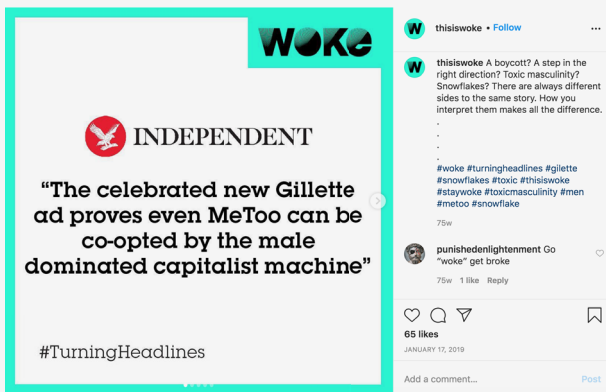 WOKe
INDEPENDENT
“The celebrated new Gillette
ad proves even MeToo can be
co-opted by the male
dominated capitalist machine”
#TurningHeadlines
W
thisiswoke • Follow
...
W
thisiswoke A boycott? A step in the
right direction? Toxic masculinity?
Snowflakes? There are always different
sides to the same story. How you
interpret them makes all the difference.
.
.
.
.
#woke #turningheadlines #gilette
#snowflakes #toxic #thisiswoke
#staywoke #toxicmasculinity #men
#metoo #snowflake
75w
punishedenlightenment Go
“woke” get broke
75w 1 like Reply
65 likes
JANUARY 17, 2019
Add a comment... Post